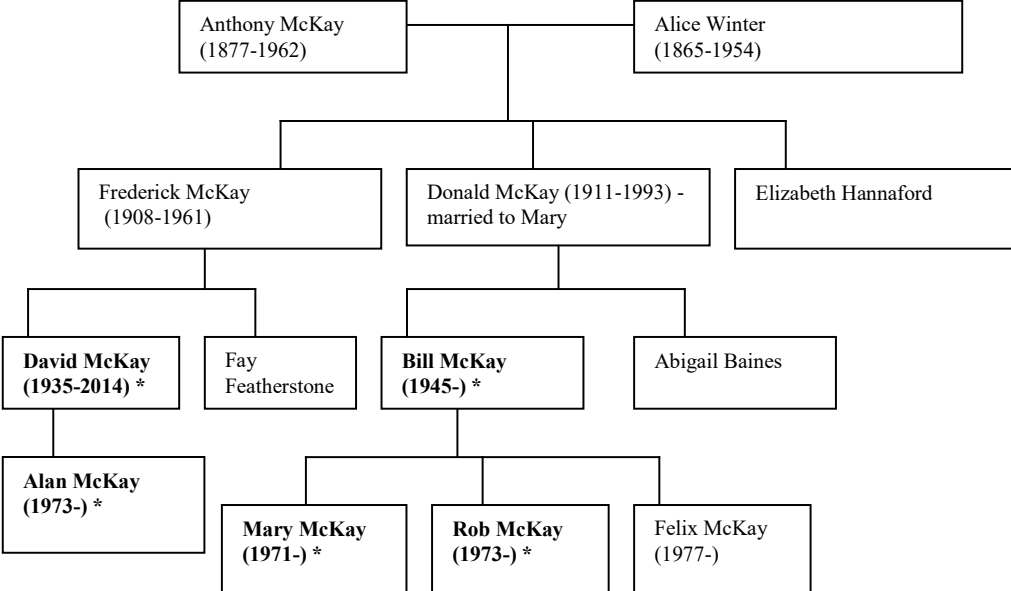 Anthony McKay
(1877-1962)
Alice Winter
(1865-1954)
Frederick McKay
(1908-1961)
Donald McKay (1911-1993) -
married to Mary
Elizabeth Hannaford
David McKay
(1935-2014) *
Fay
Featherstone
Bill McKay
(1945-) *
Abigail Baines
Alan McKay
(1973-) *
Mary McKay
(1971-) *
Rob McKay
(1973-) *
Felix McKay
(1977-)